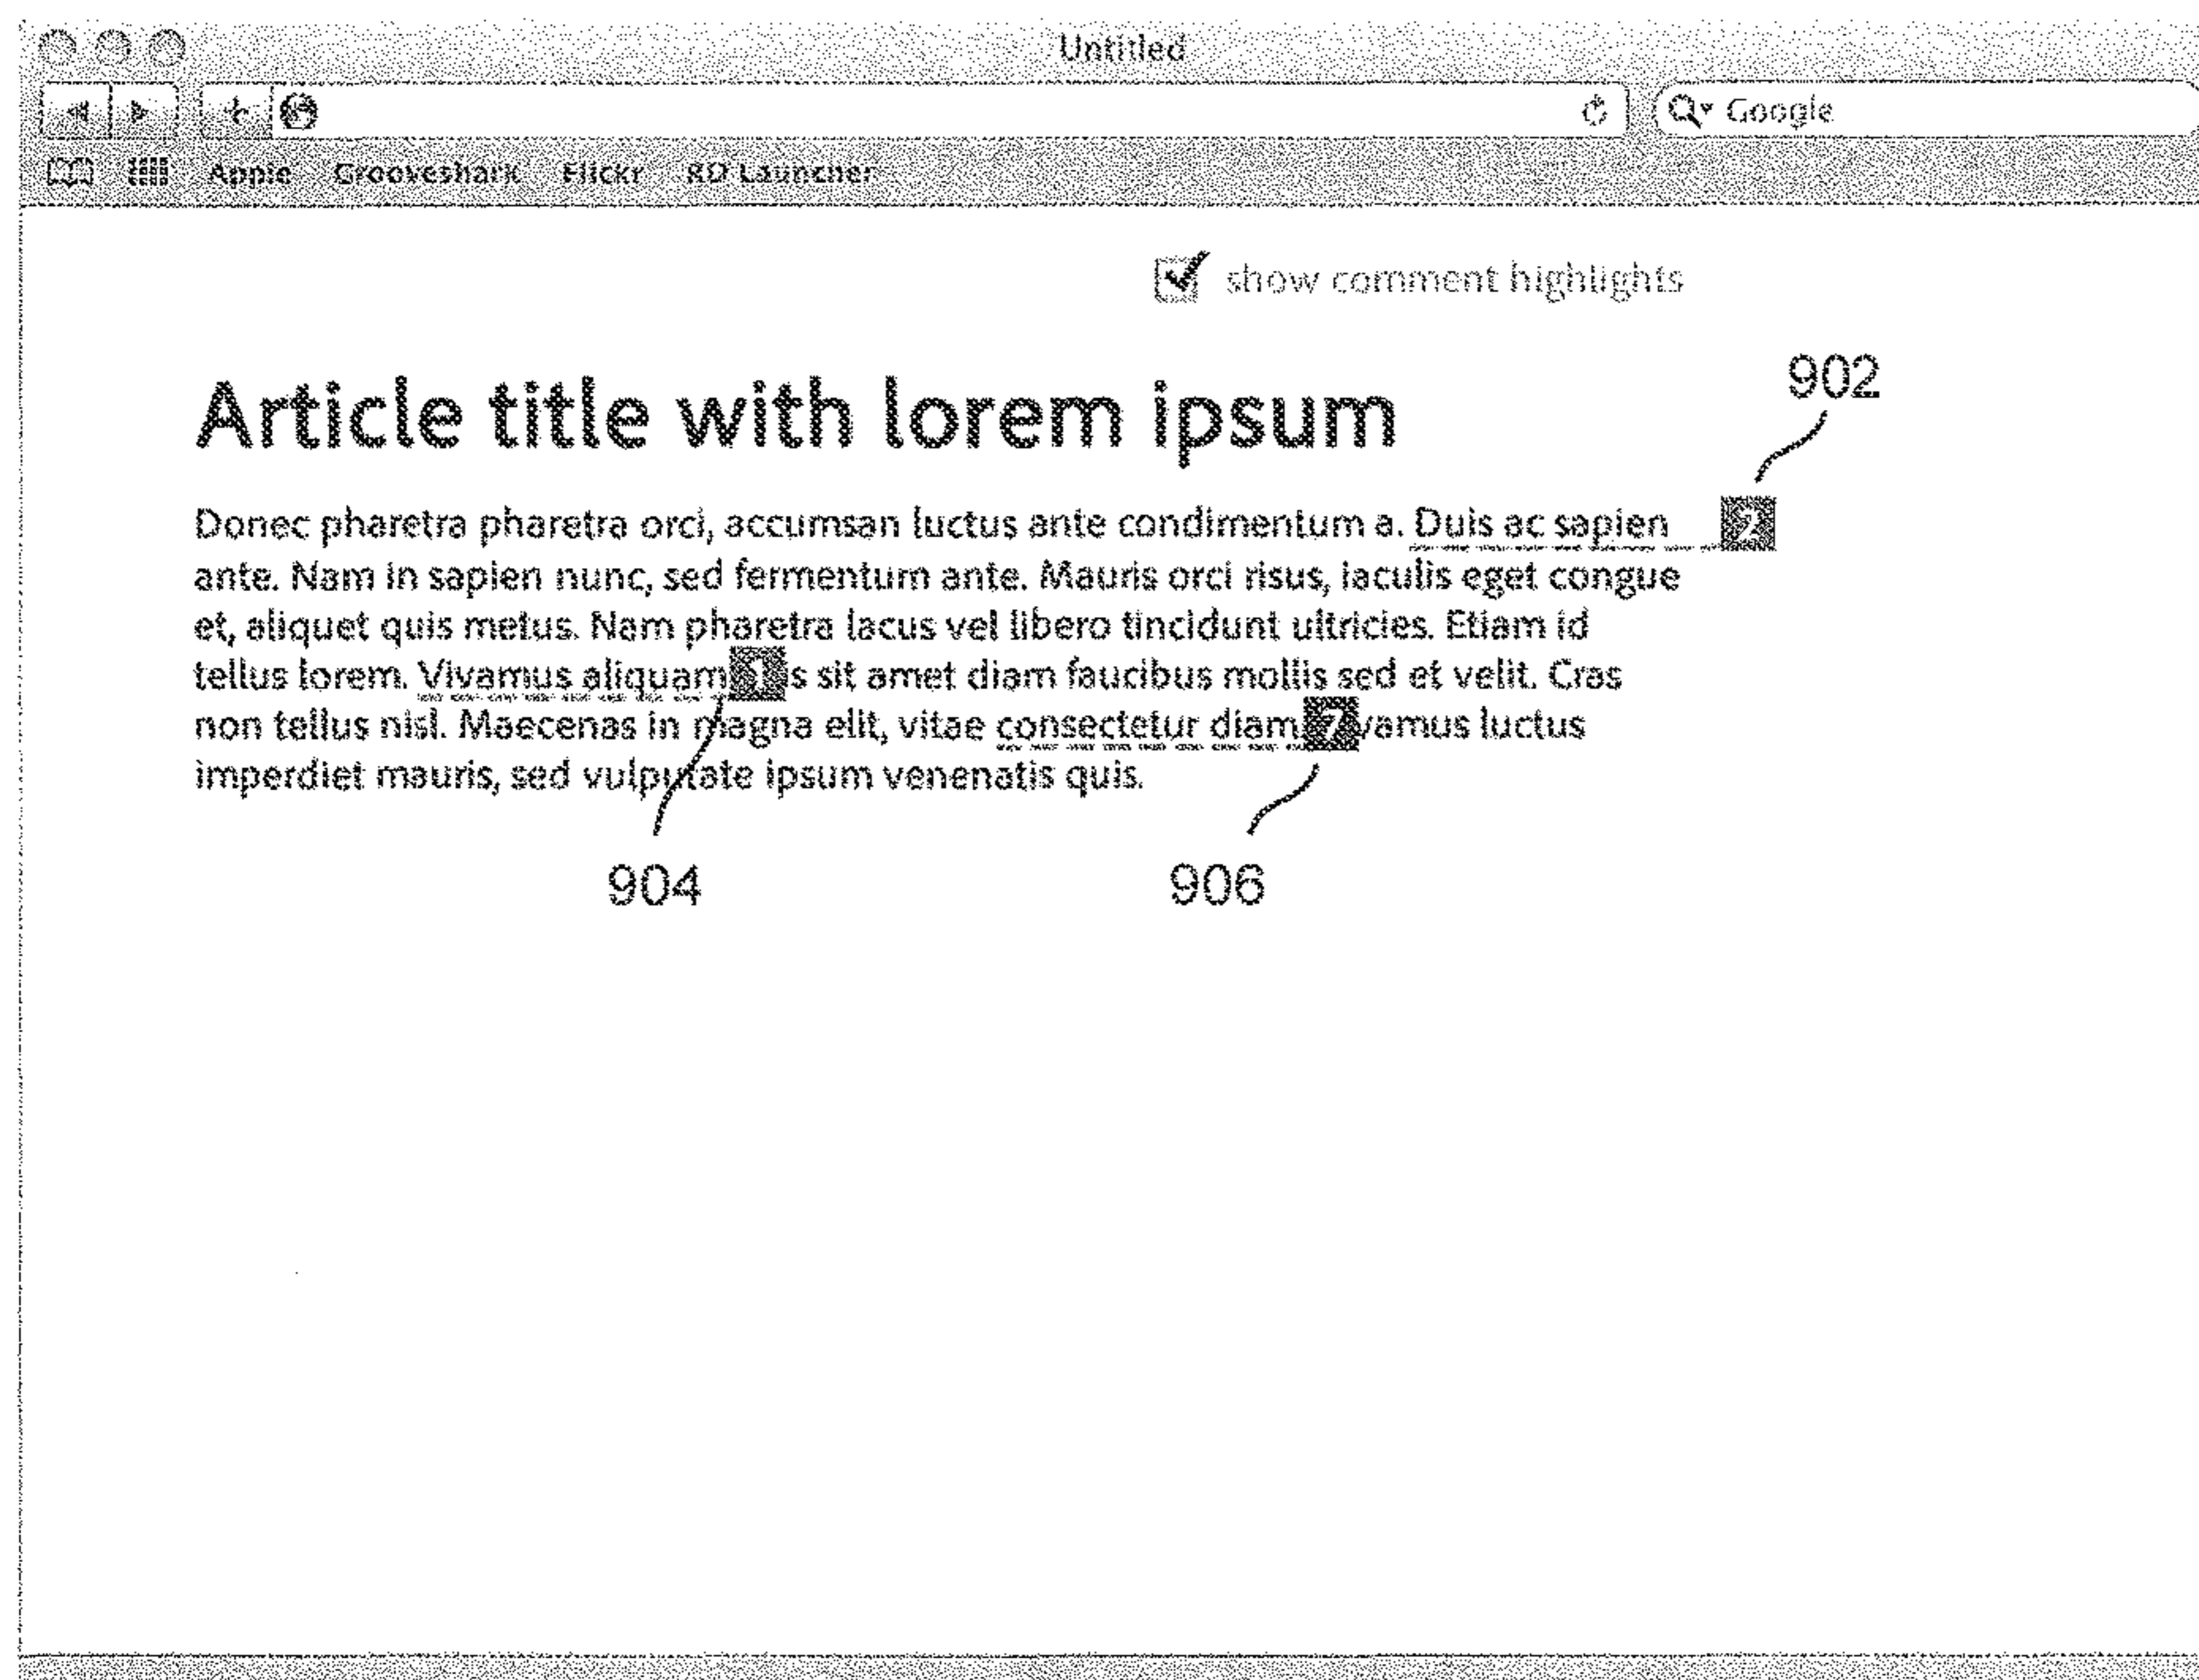 Untitled
Google
Apple Grooveshark Flickr RD Launcher
show comment highlights
902
Article title with lorem ipsum
Donec pharetra pharetra orci, accumsan luctus ante condimentum a. Duis ac sapien 2
ante. Nam in sapien nunc, sed fermentum ante. Mauris orci risus, iaculis eget congue
et, aliquet quis metus. Nam pharetra lacus vel libero tincidunt ultricies. Etiam id
tellus lorem. Vivamus aliquam 1 s sit amet diam faucibus mollis sed et velit. Cras
non tellus nisl. Maecenas in magna elit, vitae consectetur diam 7 vamus luctus
imperdiet mauris, sed vulputate ipsum venenatis quis.
904 906